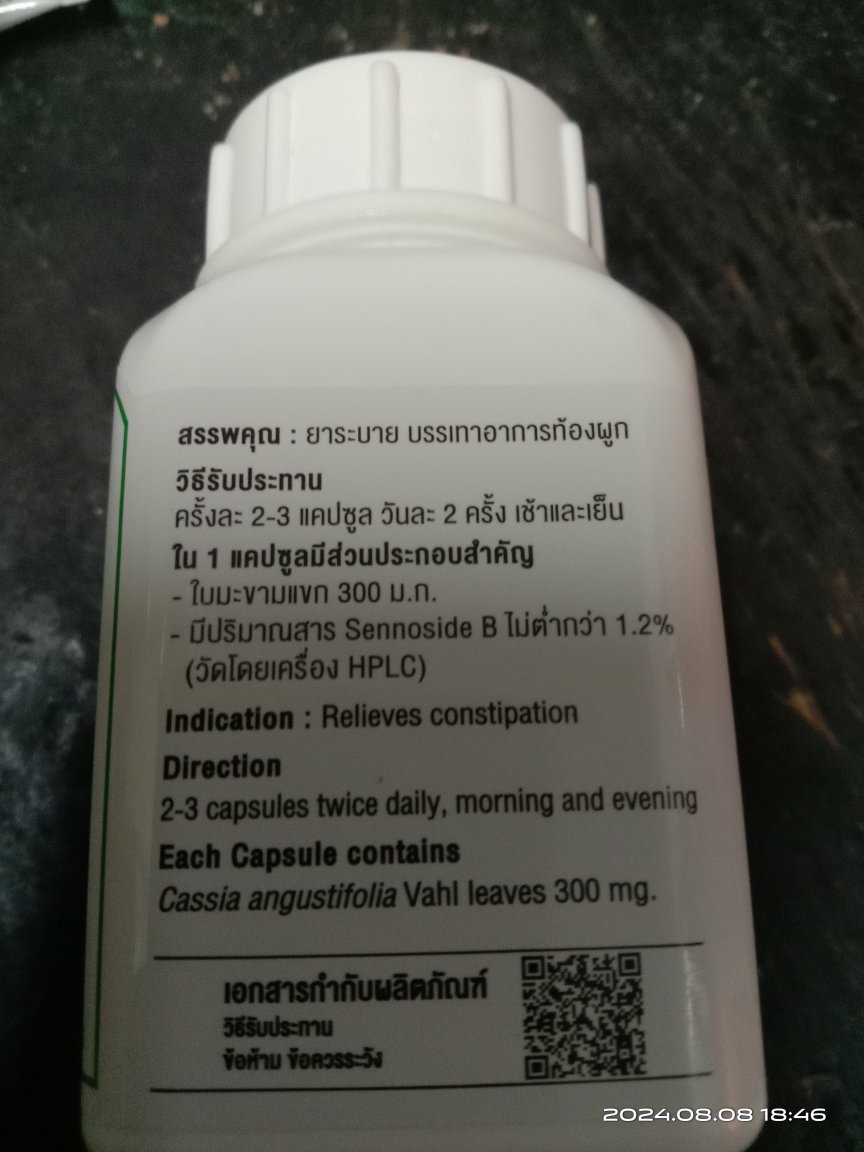 สรรพคุณ : ยาระบาย บรรเทาอาการท้องผูก
วิธีรับประทาน
ครั้งละ 2-3 แคปซูล วันละ 2 ครั้ง เช้าและเย็น
ใน 1 แคปซูลมีส่วนประกอบสำคัญ
- ใบมะขามแขก 300 ม.ก.
- มีปริมาณสาร Sennoside B ไม่ต่ำกว่า 1.2%
(วัดโดยเครื่อง HPLC)
Indication : Relieves constipation
Direction
2-3 capsules twice daily, morning and evening
Each Capsule contains
Cassia angustifolia Vahl leaves 300 mg.
เอกสารกำกับผลิตภัณฑ์
วิธีรับประทาน
ข้อห้าม ข้อควรระวัง
2024.08.08 18:46